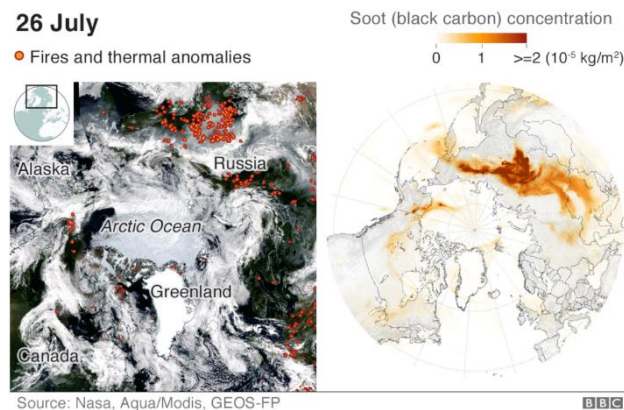 26 July
Fires and thermal anomalies
Alaska
Russia
Arctic Ocean
Greenland
Canada
Soot (black carbon) concentration
0 1 >=2 (10⁻⁵ kg/m²)
Source: Nasa, Aqua/Modis, GEOS-FP
BBC